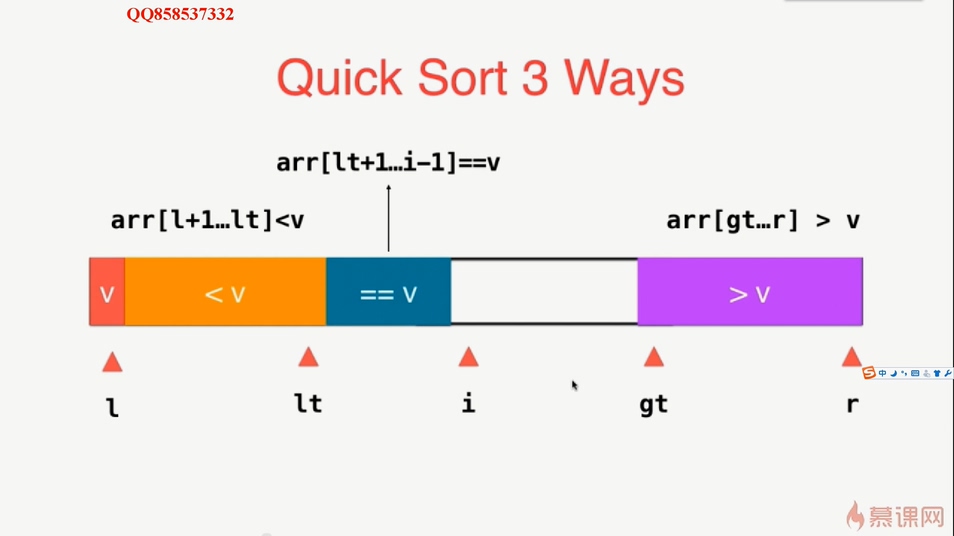 QQ858537332
Quick Sort 3 Ways
arr[lt+1…i-1]==v
arr[l+1…lt]<v
arr[gt…r] > v
v
< v
== v
> v
l
lt
i
gt
r
中
慕课网